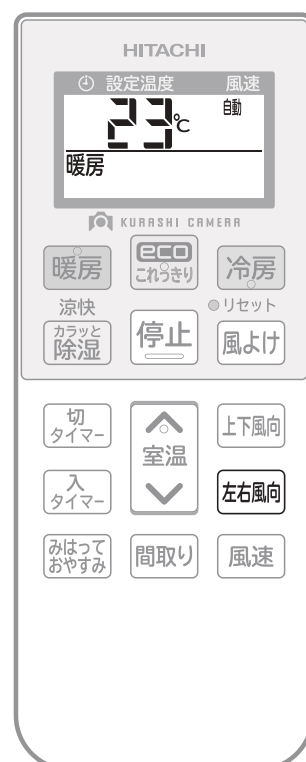 HITACHI
設定温度 風速
23℃ 自動
暖房
KURASHI CAMERA
暖房 eco これっきり 冷房
涼快 リセット
カラッと 除湿 停止 風よけ
切 タイマー 室温 上下風向
入 タイマー 左右風向
みはって おやすみ 間取り 風速